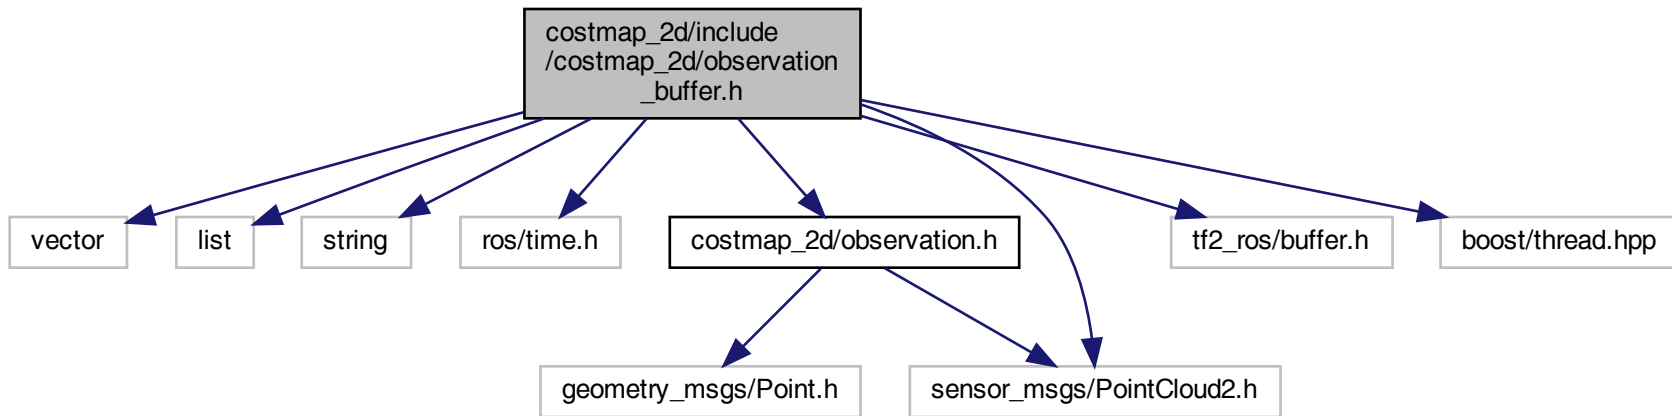 costmap_2d/include
/costmap_2d/observation
_buffer.h
vector
list
string
ros/time.h
costmap_2d/observation.h
tf2_ros/buffer.h
boost/thread.hpp
geometry_msgs/Point.h
sensor_msgs/PointCloud2.h